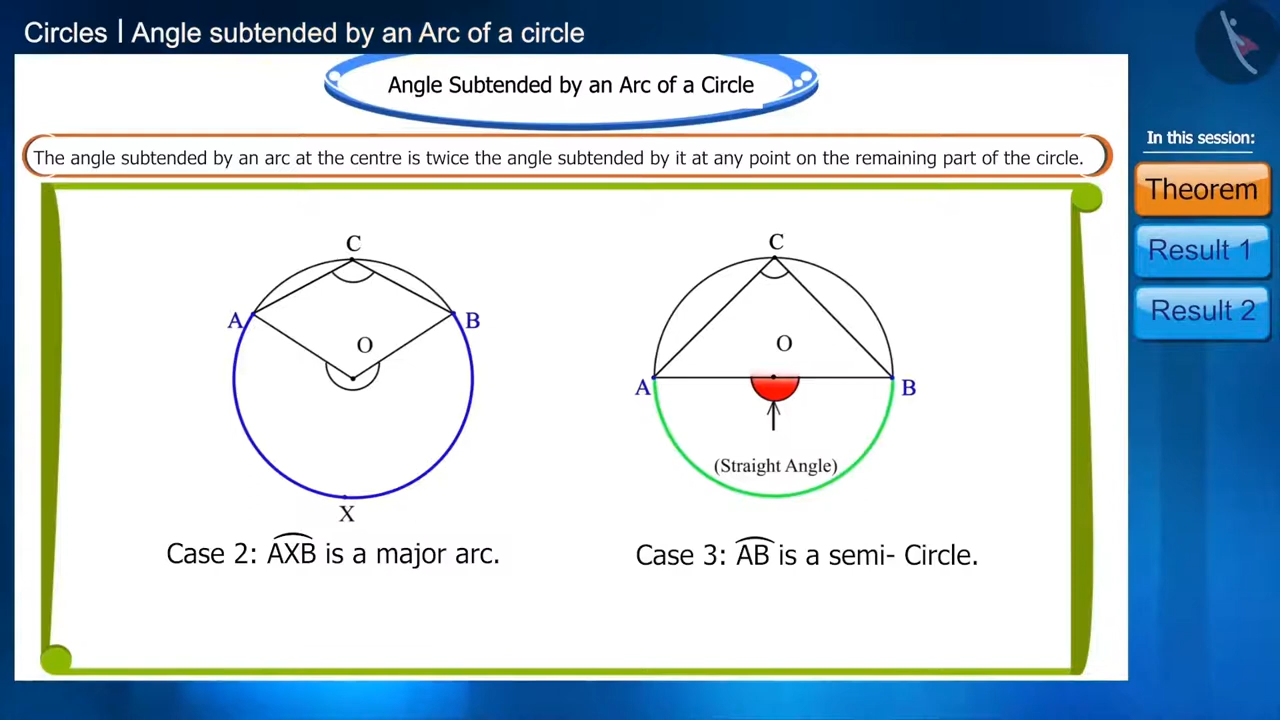 Circles | Angle subtended by an Arc of a circle
Angle Subtended by an Arc of a Circle
In this session:
The angle subtended by an arc at the centre is twice the angle subtended by it at any point on the remaining part of the circle.
Theorem
Result 1
Result 2
C
A
B
O
X
C
O
A
B
(Straight Angle)
Case 2: A͡XB is a major arc.
Case 3: A͡B is a semi- Circle.